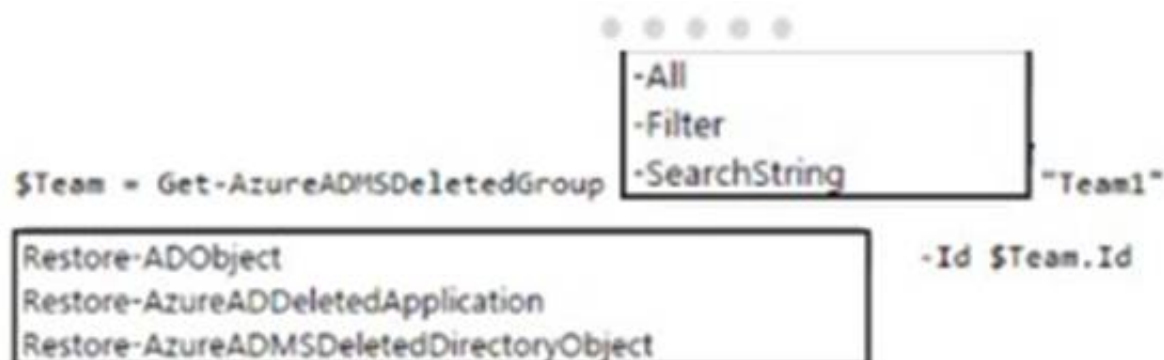 -All
-Filter
$Team = Get-AzureADMSDeletedGroup -SearchString "Team1"
Restore-ADObject -Id $Team.Id
Restore-AzureADDeletedApplication
Restore-AzureADMSDeletedDirectoryObject